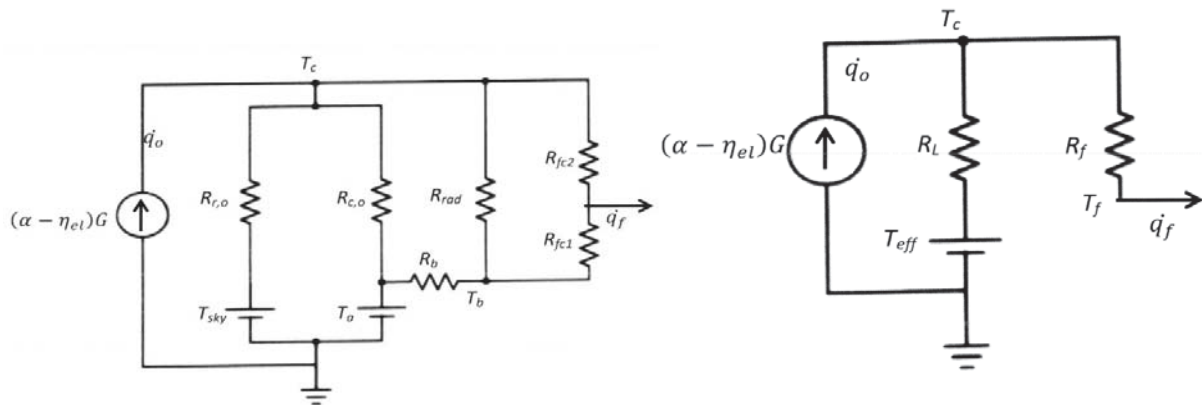 T_c
q̇_o
(α − η_el)G
R_r,o
R_c,o
R_rad
R_fc2
q̇_f
R_fc1
R_b
T_b
T_sky
T_a
T_c
q̇_o
(α − η_el)G
R_L
R_f
T_f
q̇_f
T_eff